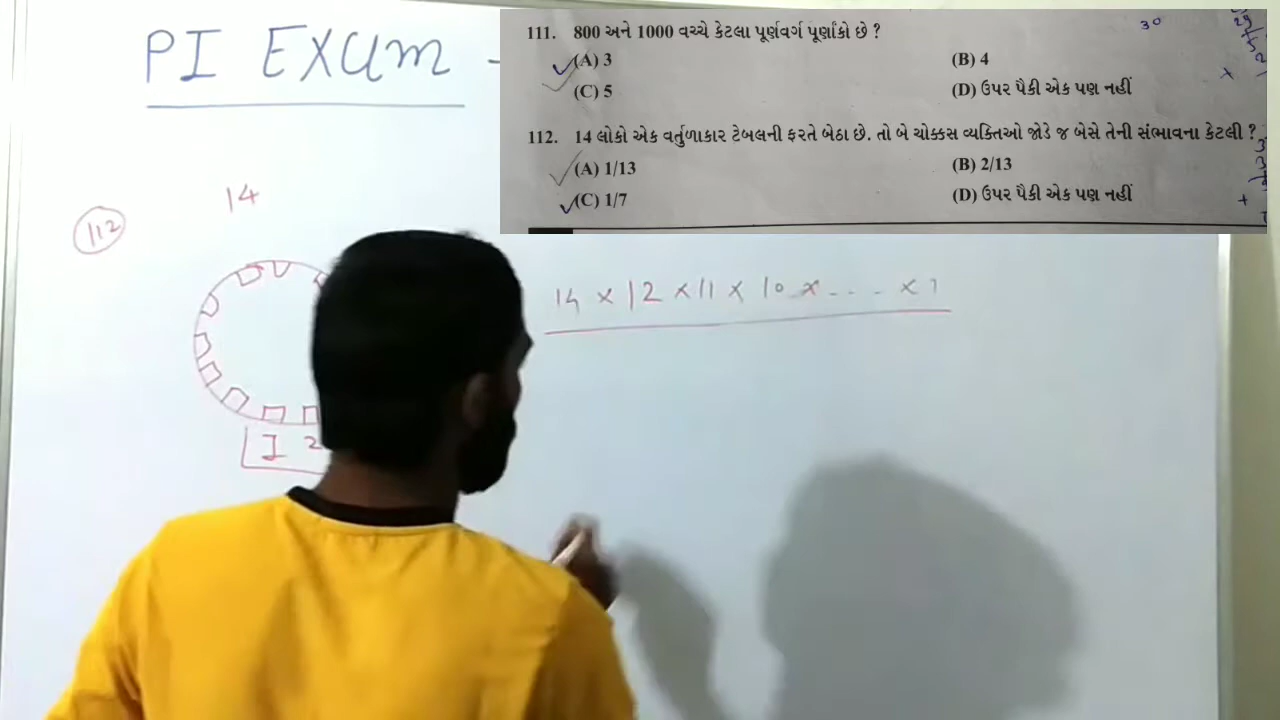 PI EXAM -
111. 800 અને 1000 વચ્ચે કેટલા પૂર્ણવર્ગ પૂર્ણાંકો છે ?
(A) 3 (B) 4
(C) 5 (D) ઉપર પૈકી એક પણ નહીં
112. 14 લોકો એક વર્તુળાકાર ટેબલની ફરતે બેઠા છે. તો બે ચોક્કસ વ્યક્તિઓ જોડે જ બેસે તેની સંભાવના કેટલી ?
(A) 1/13 (B) 2/13
(C) 1/7 (D) ઉપર પૈકી એક પણ નહીં
30
14
112
14 × 12 × 11 × 10 × . . . . × 1
I 2